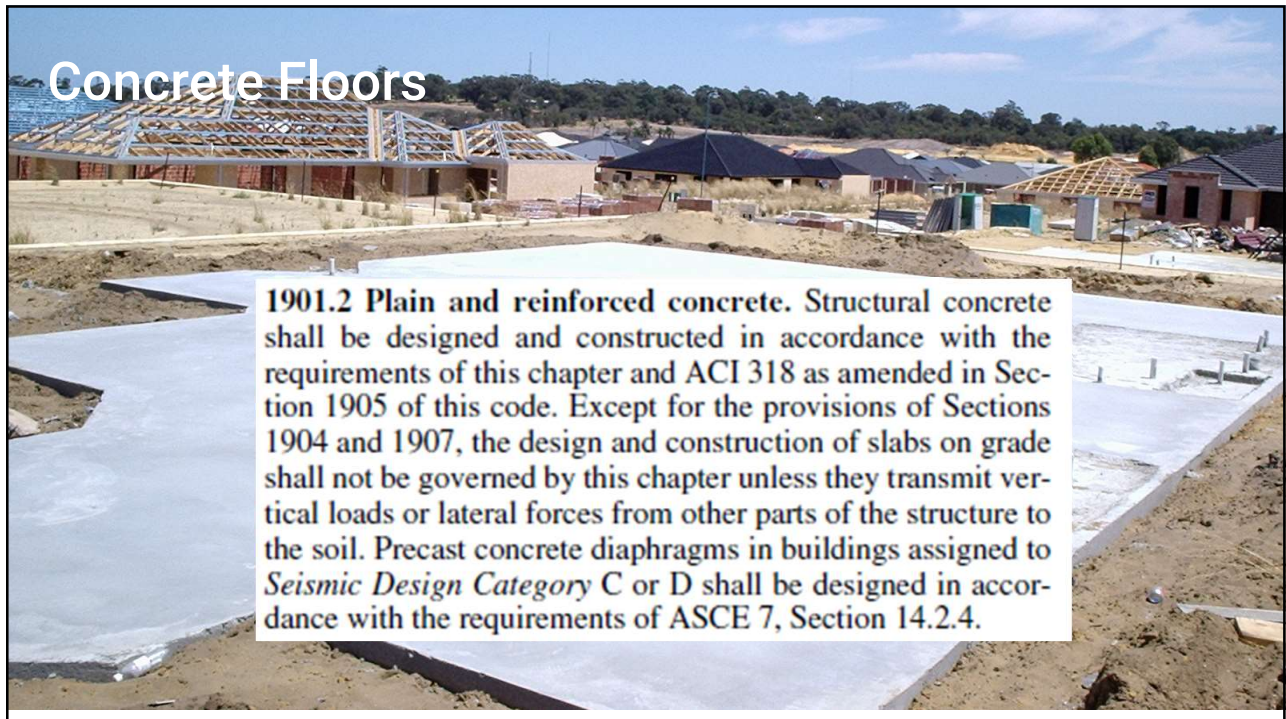 Concrete Floors
1901.2 Plain and reinforced concrete. Structural concrete
shall be designed and constructed in accordance with the
requirements of this chapter and ACI 318 as amended in Sec-
tion 1905 of this code. Except for the provisions of Sections
1904 and 1907, the design and construction of slabs on grade
shall not be governed by this chapter unless they transmit ver-
tical loads or lateral forces from other parts of the structure to
the soil. Precast concrete diaphragms in buildings assigned to
Seismic Design Category C or D shall be designed in accor-
dance with the requirements of ASCE 7, Section 14.2.4.